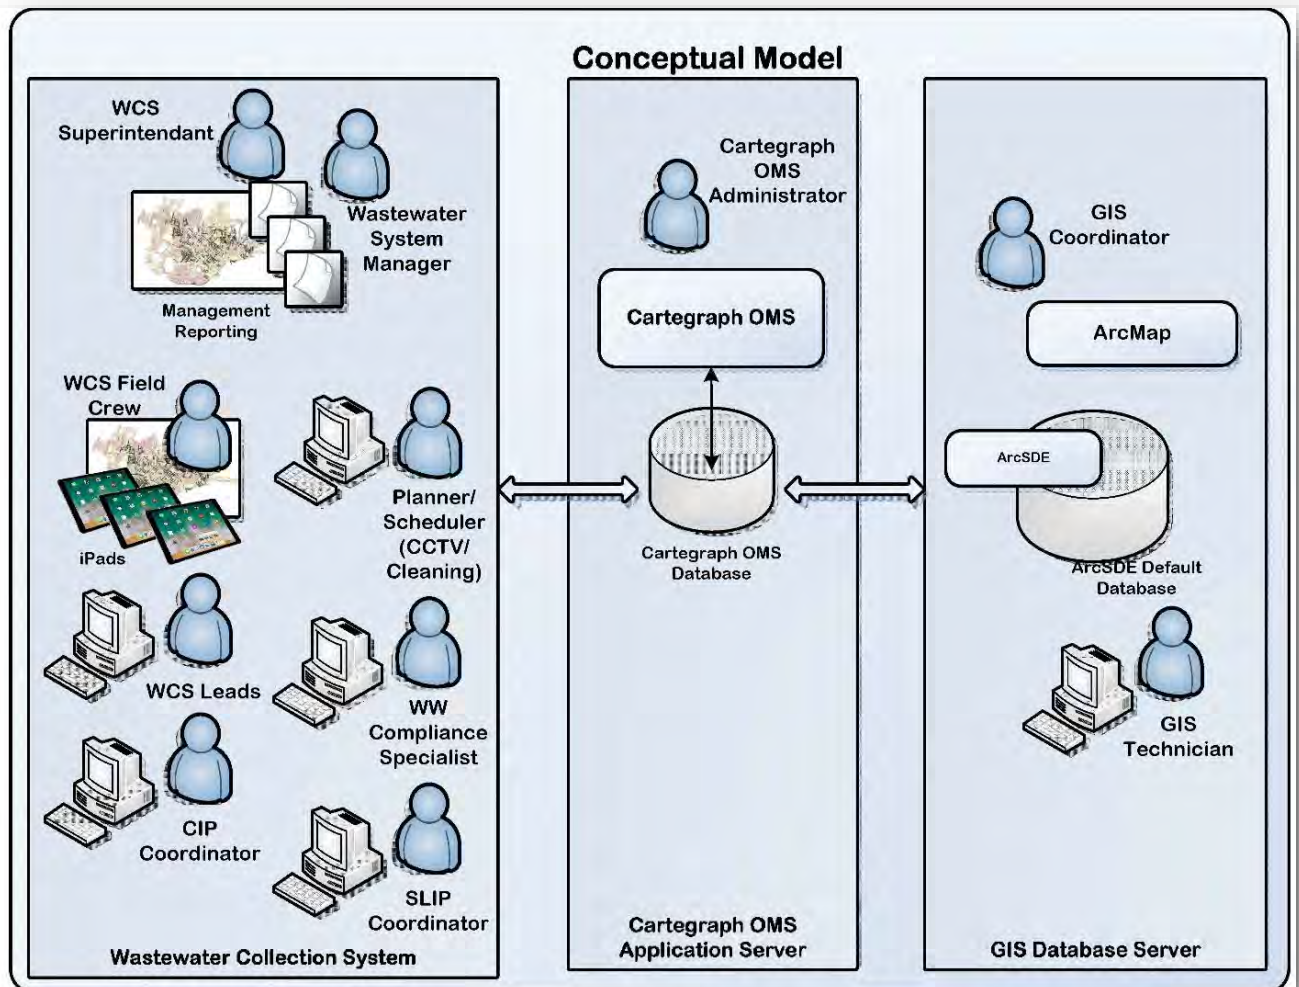 Conceptual Model
WCS
Superintendant
Wastewater
System
Manager
Management
Reporting
WCS Field
Crew
iPads
Planner/
Scheduler
(CCTV/
Cleaning)
WCS Leads
WW
Compliance
Specialist
CIP
Coordinator
SLIP
Coordinator
Wastewater Collection System
Cartegraph
OMS
Administrator
Cartegraph OMS
Cartegraph OMS
Database
Cartegraph OMS
Application Server
GIS
Coordinator
ArcMap
ArcSDE
ArcSDE Default
Database
GIS
Technician
GIS Database Server